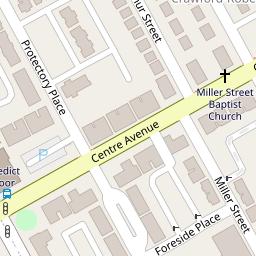 Crawford Robe
ur Street
Protectory Place
Miller Street
Baptist
Church
Centre Avenue
edict
oor
P
Miller Street
Foreside Place